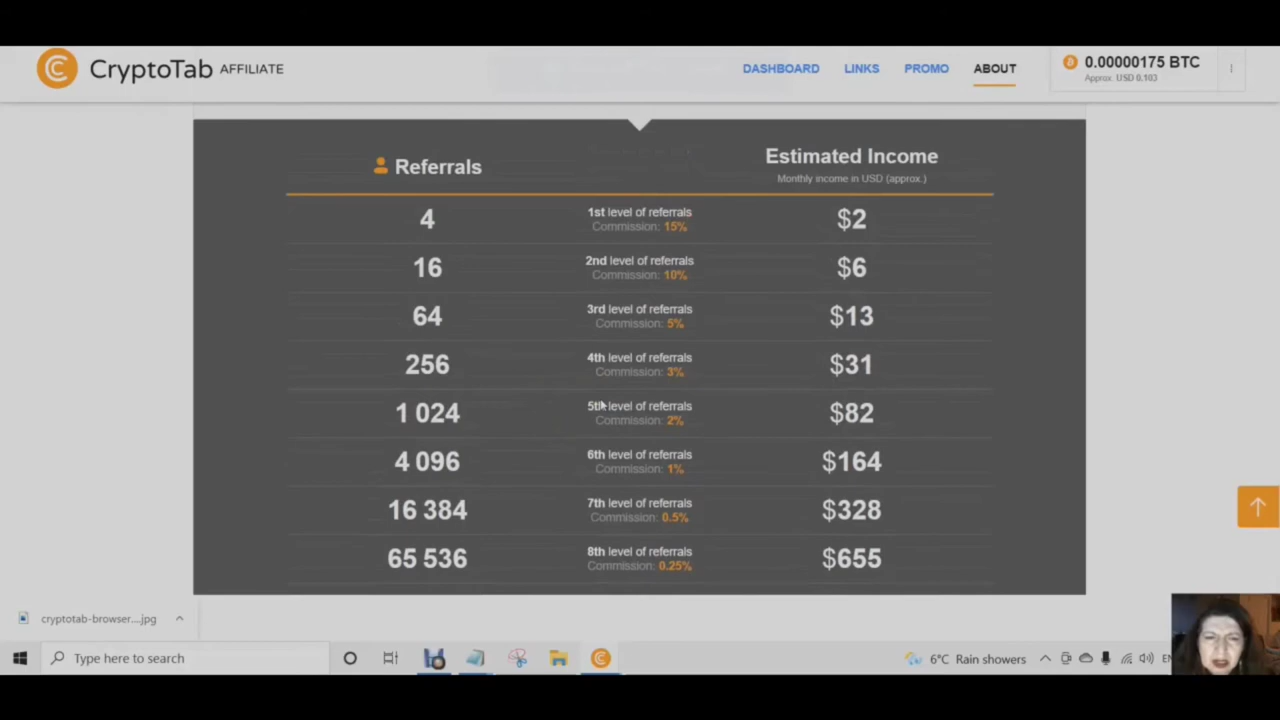 CryptoTab AFFILIATE
DASHBOARD LINKS PROMO ABOUT
0.00000175 BTC
Approx. USD 0.103
Referrals
Estimated Income
Monthly income in USD (approx.)
4 1st level of referrals $2
Commission: 15%
16 2nd level of referrals $6
Commission: 10%
64 3rd level of referrals $13
Commission: 5%
256 4th level of referrals $31
Commission: 3%
1 024 5th level of referrals $82
Commission: 2%
4 096 6th level of referrals $164
Commission: 1%
16 384 7th level of referrals $328
Commission: 0.5%
65 536 8th level of referrals $655
Commission: 0.25%
cryptotab-browser....jpg
Type here to search
6°C Rain showers